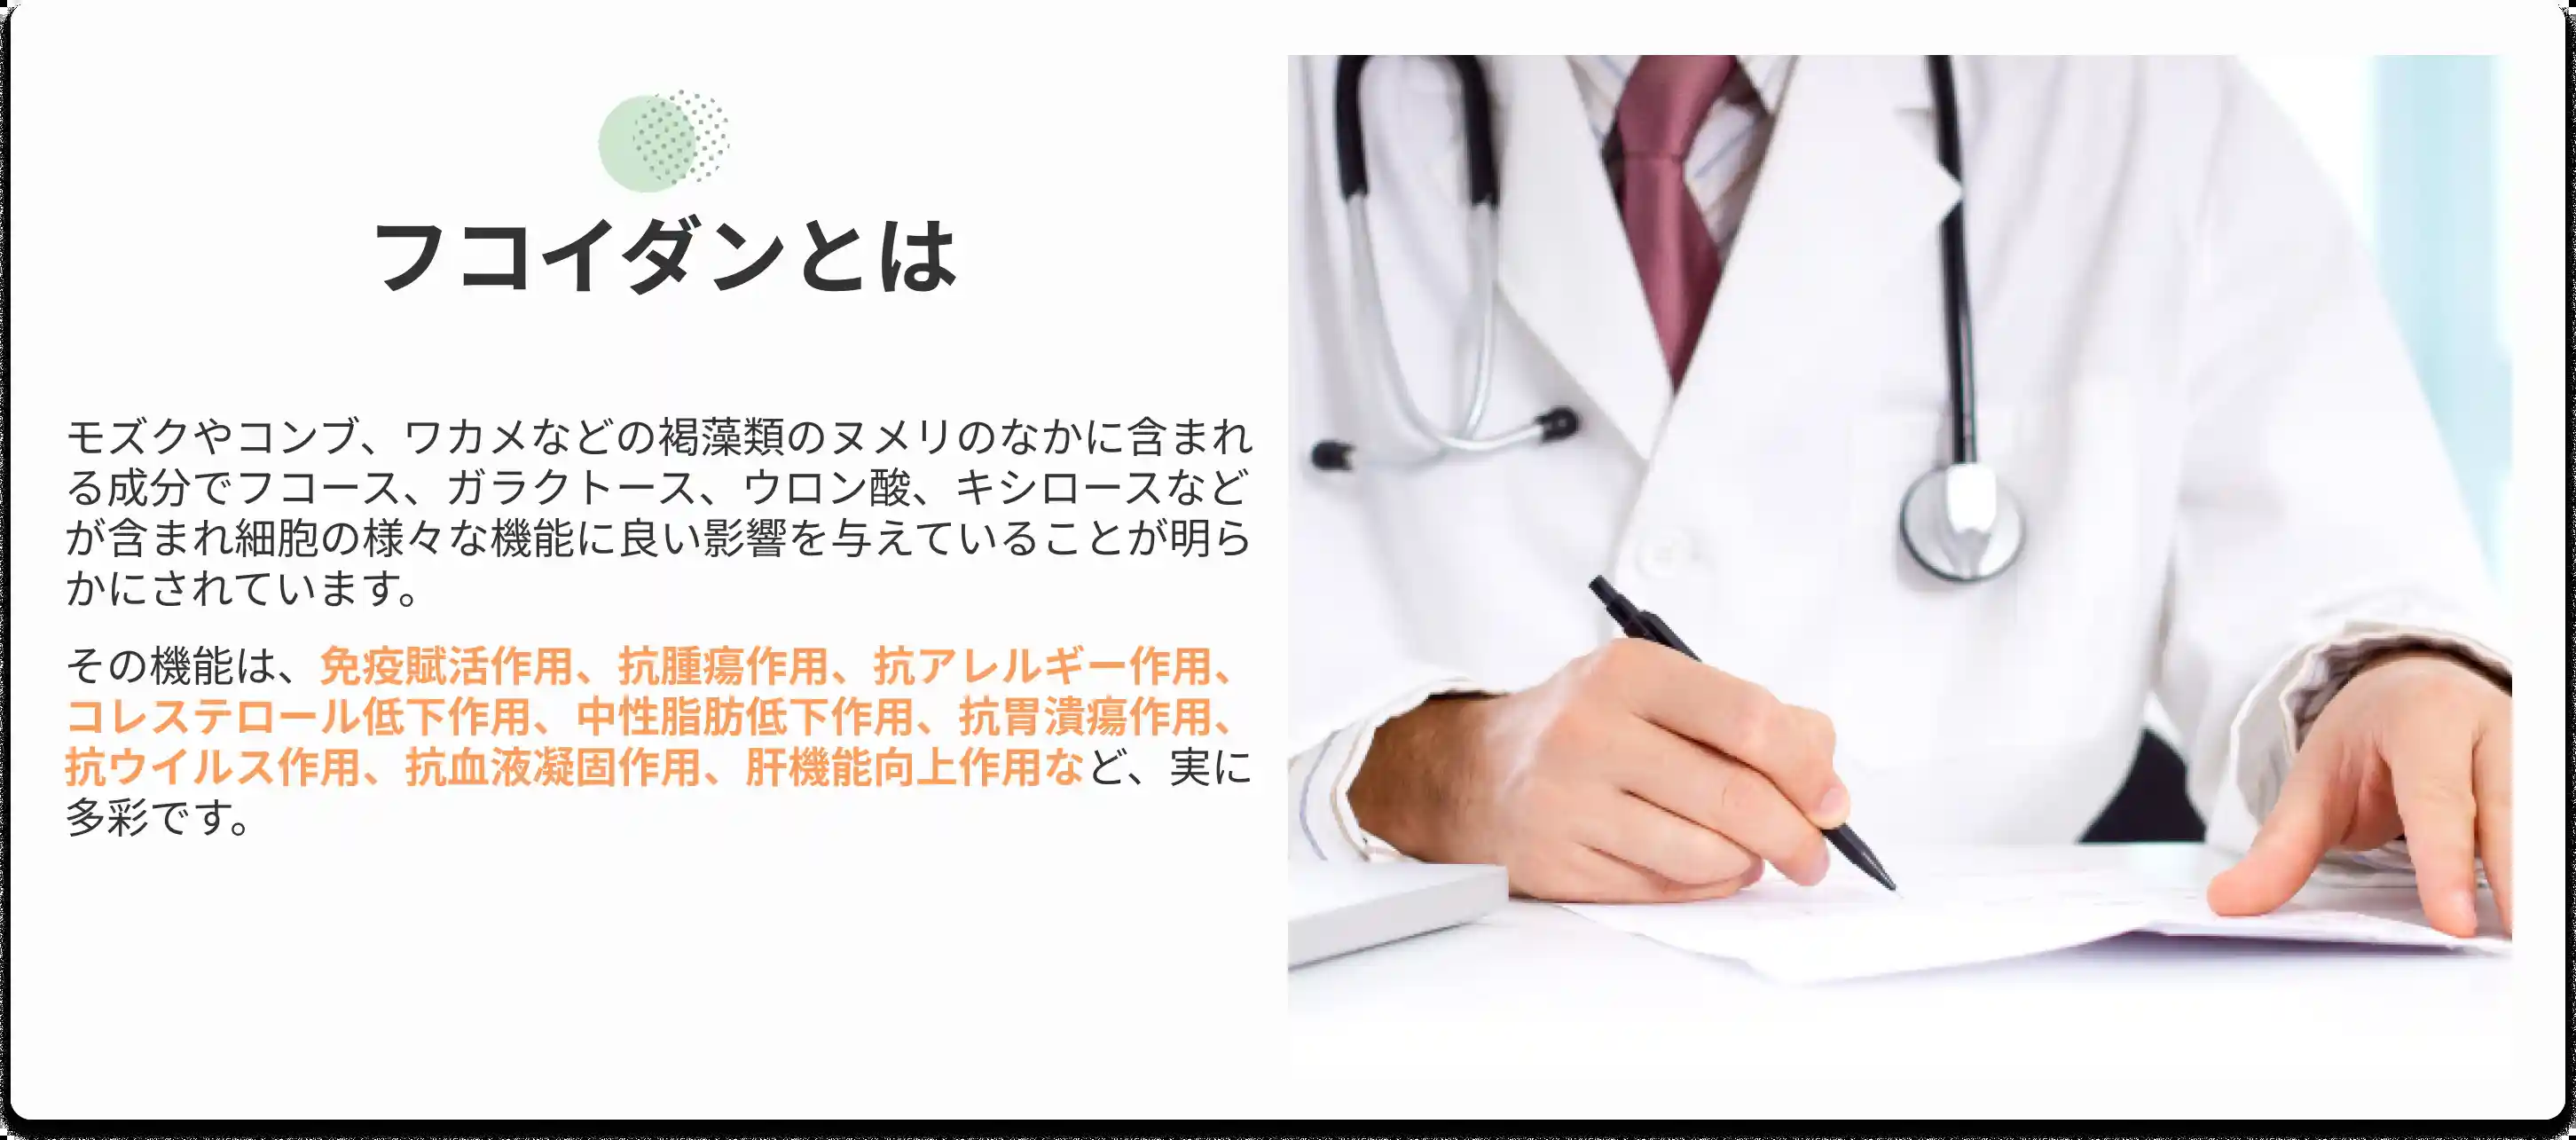 フコイダンとは
モズクやコンブ、ワカメなどの褐藻類のヌメリのなかに含まれ
る成分でフコース、ガラクトース、ウロン酸、キシロースなど
が含まれ細胞の様々な機能に良い影響を与えていることが明ら
かにされています。
その機能は、免疫賦活作用、抗腫瘍作用、抗アレルギー作用、
コレステロール低下作用、中性脂肪低下作用、抗胃潰瘍作用、
抗ウイルス作用、抗血液凝固作用、肝機能向上作用など、実に
多彩です。